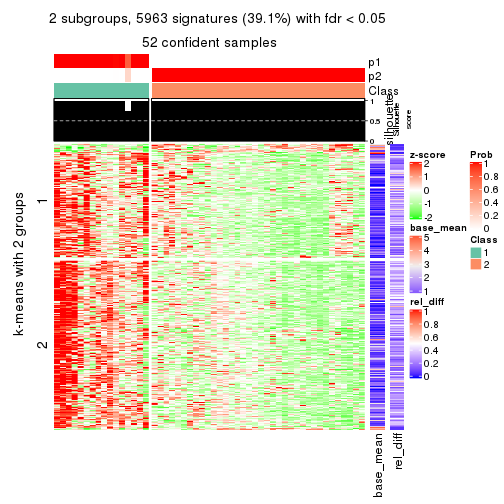 2 subgroups, 5963 signatures (39.1%) with fdr < 0.05
52 confident samples
p1
p2
Class
silhouette
Silhouette
score
1
0.5
0
k-means with 2 groups
1
2
base_mean
rel_diff
z-score
2
1
0
-1
-2
base_mean
5
4
3
2
1
rel_diff
1
0.8
0.6
0.4
0.2
0
Prob
1
0.8
0.6
0.4
0.2
0
Class
1
2